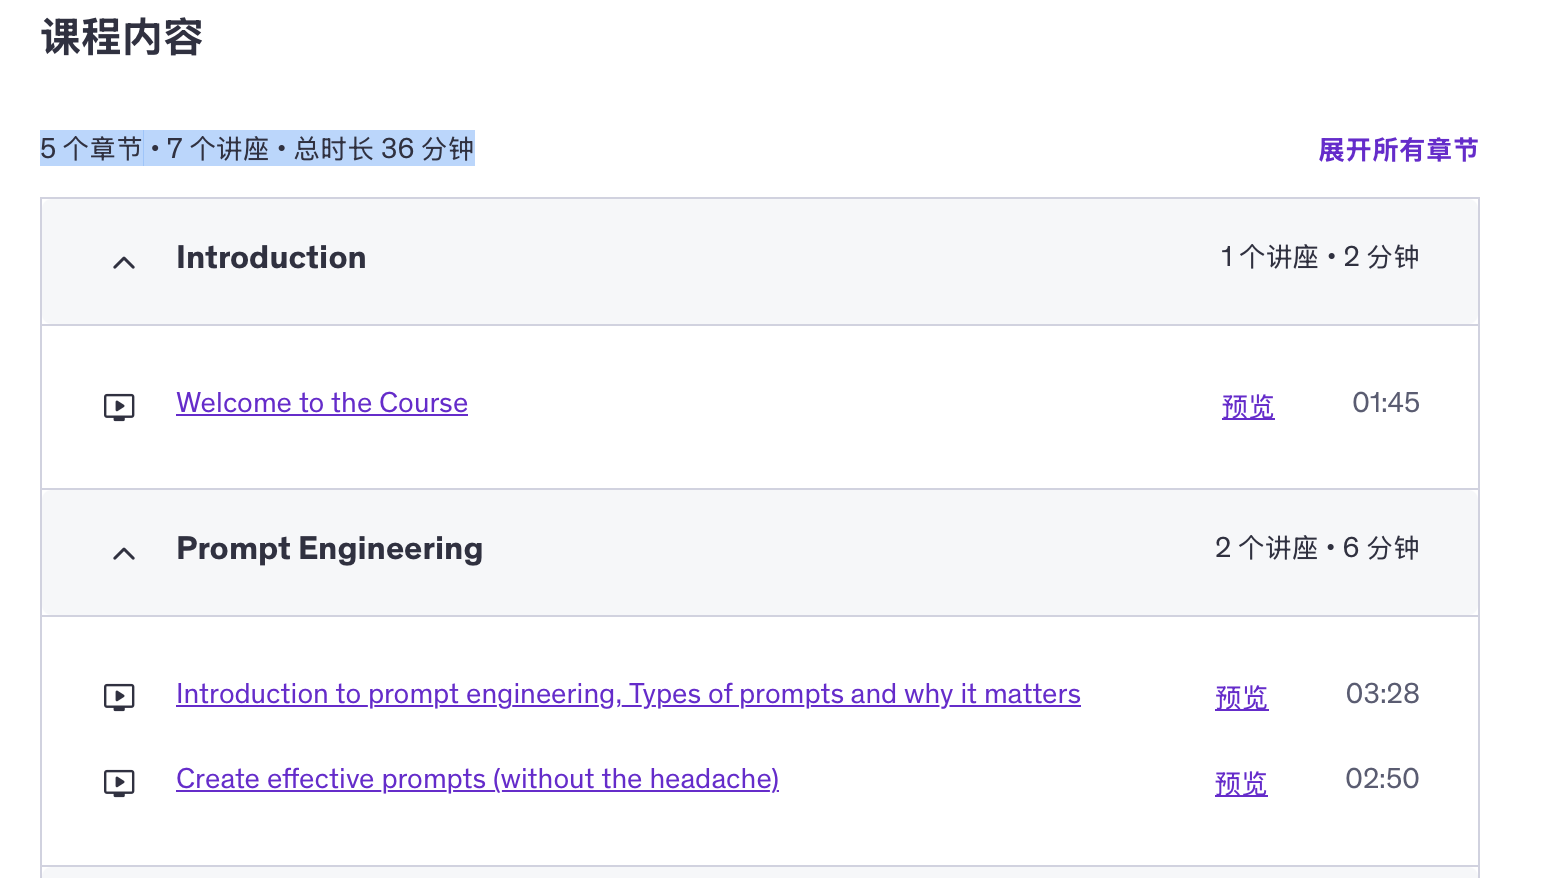 课程内容
5 个章节 • 7 个讲座 • 总时长 36 分钟
展开所有章节
Introduction
1 个讲座 • 2 分钟
Welcome to the Course
预览
01:45
Prompt Engineering
2 个讲座 • 6 分钟
Introduction to prompt engineering, Types of prompts and why it matters
预览
03:28
Create effective prompts (without the headache)
预览
02:50